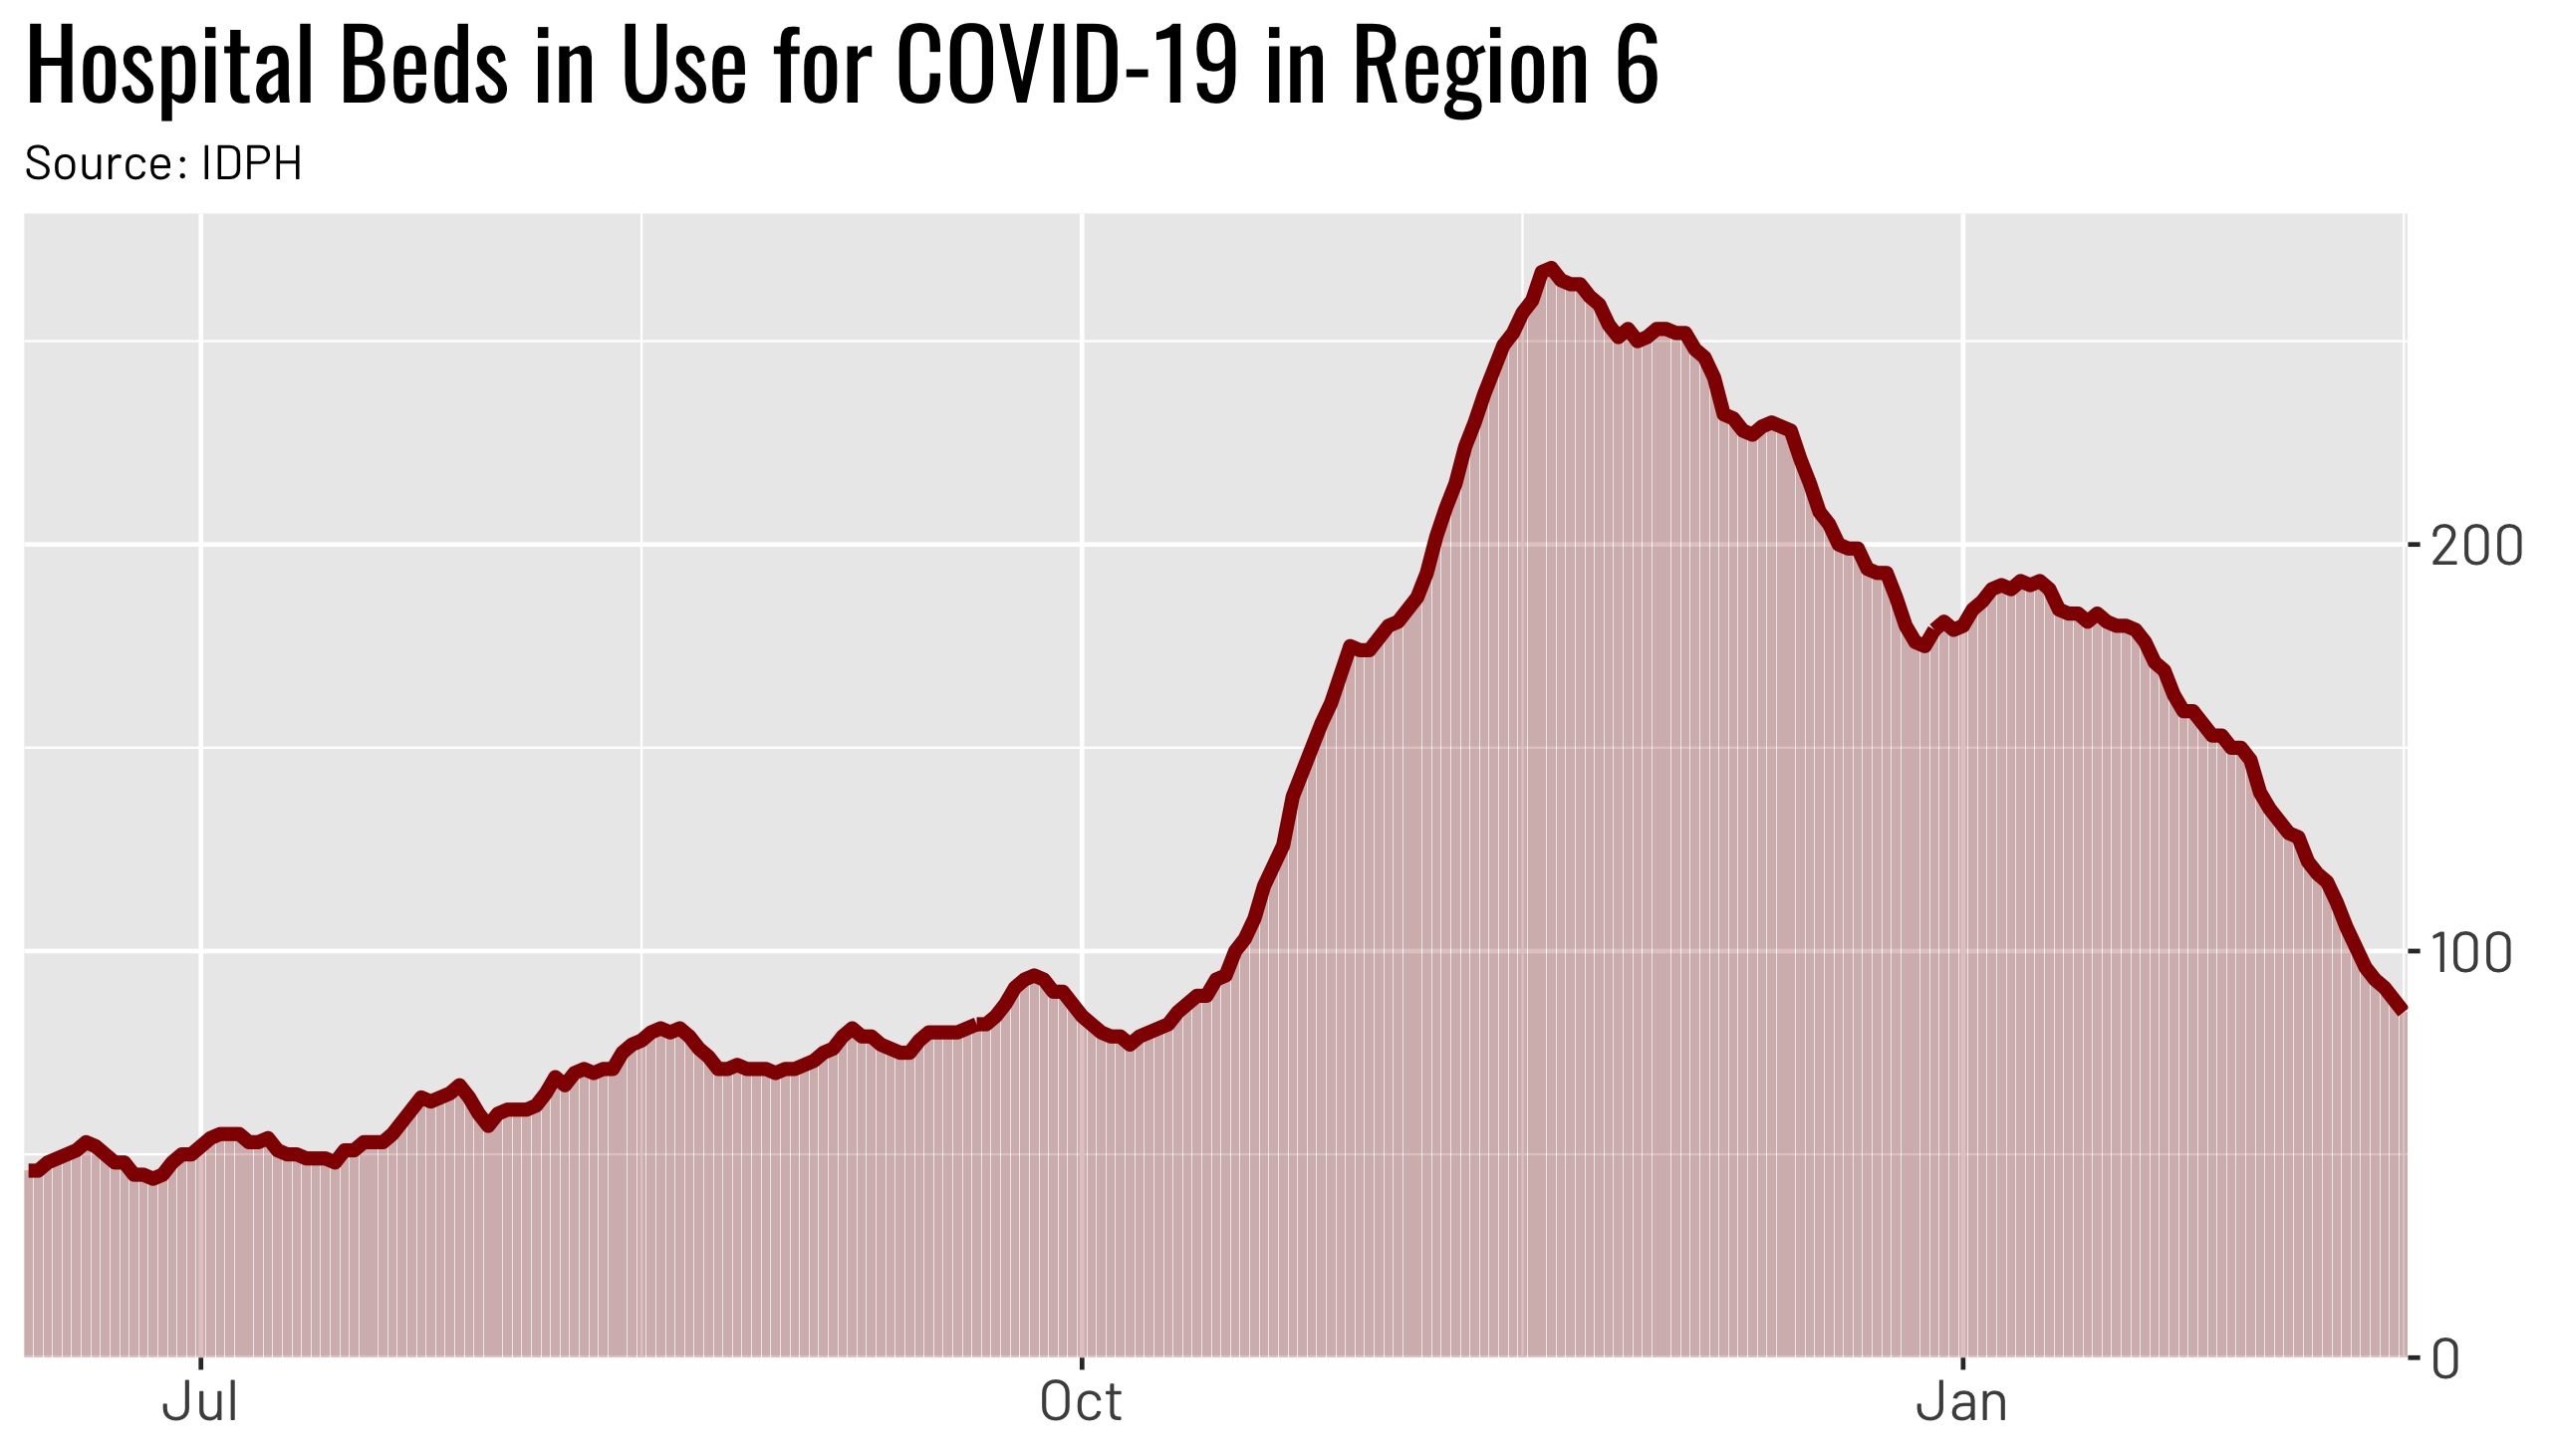 Hospital Beds in Use for COVID-19 in Region 6
Source: IDPH
200
100
0
Jul Oct Jan